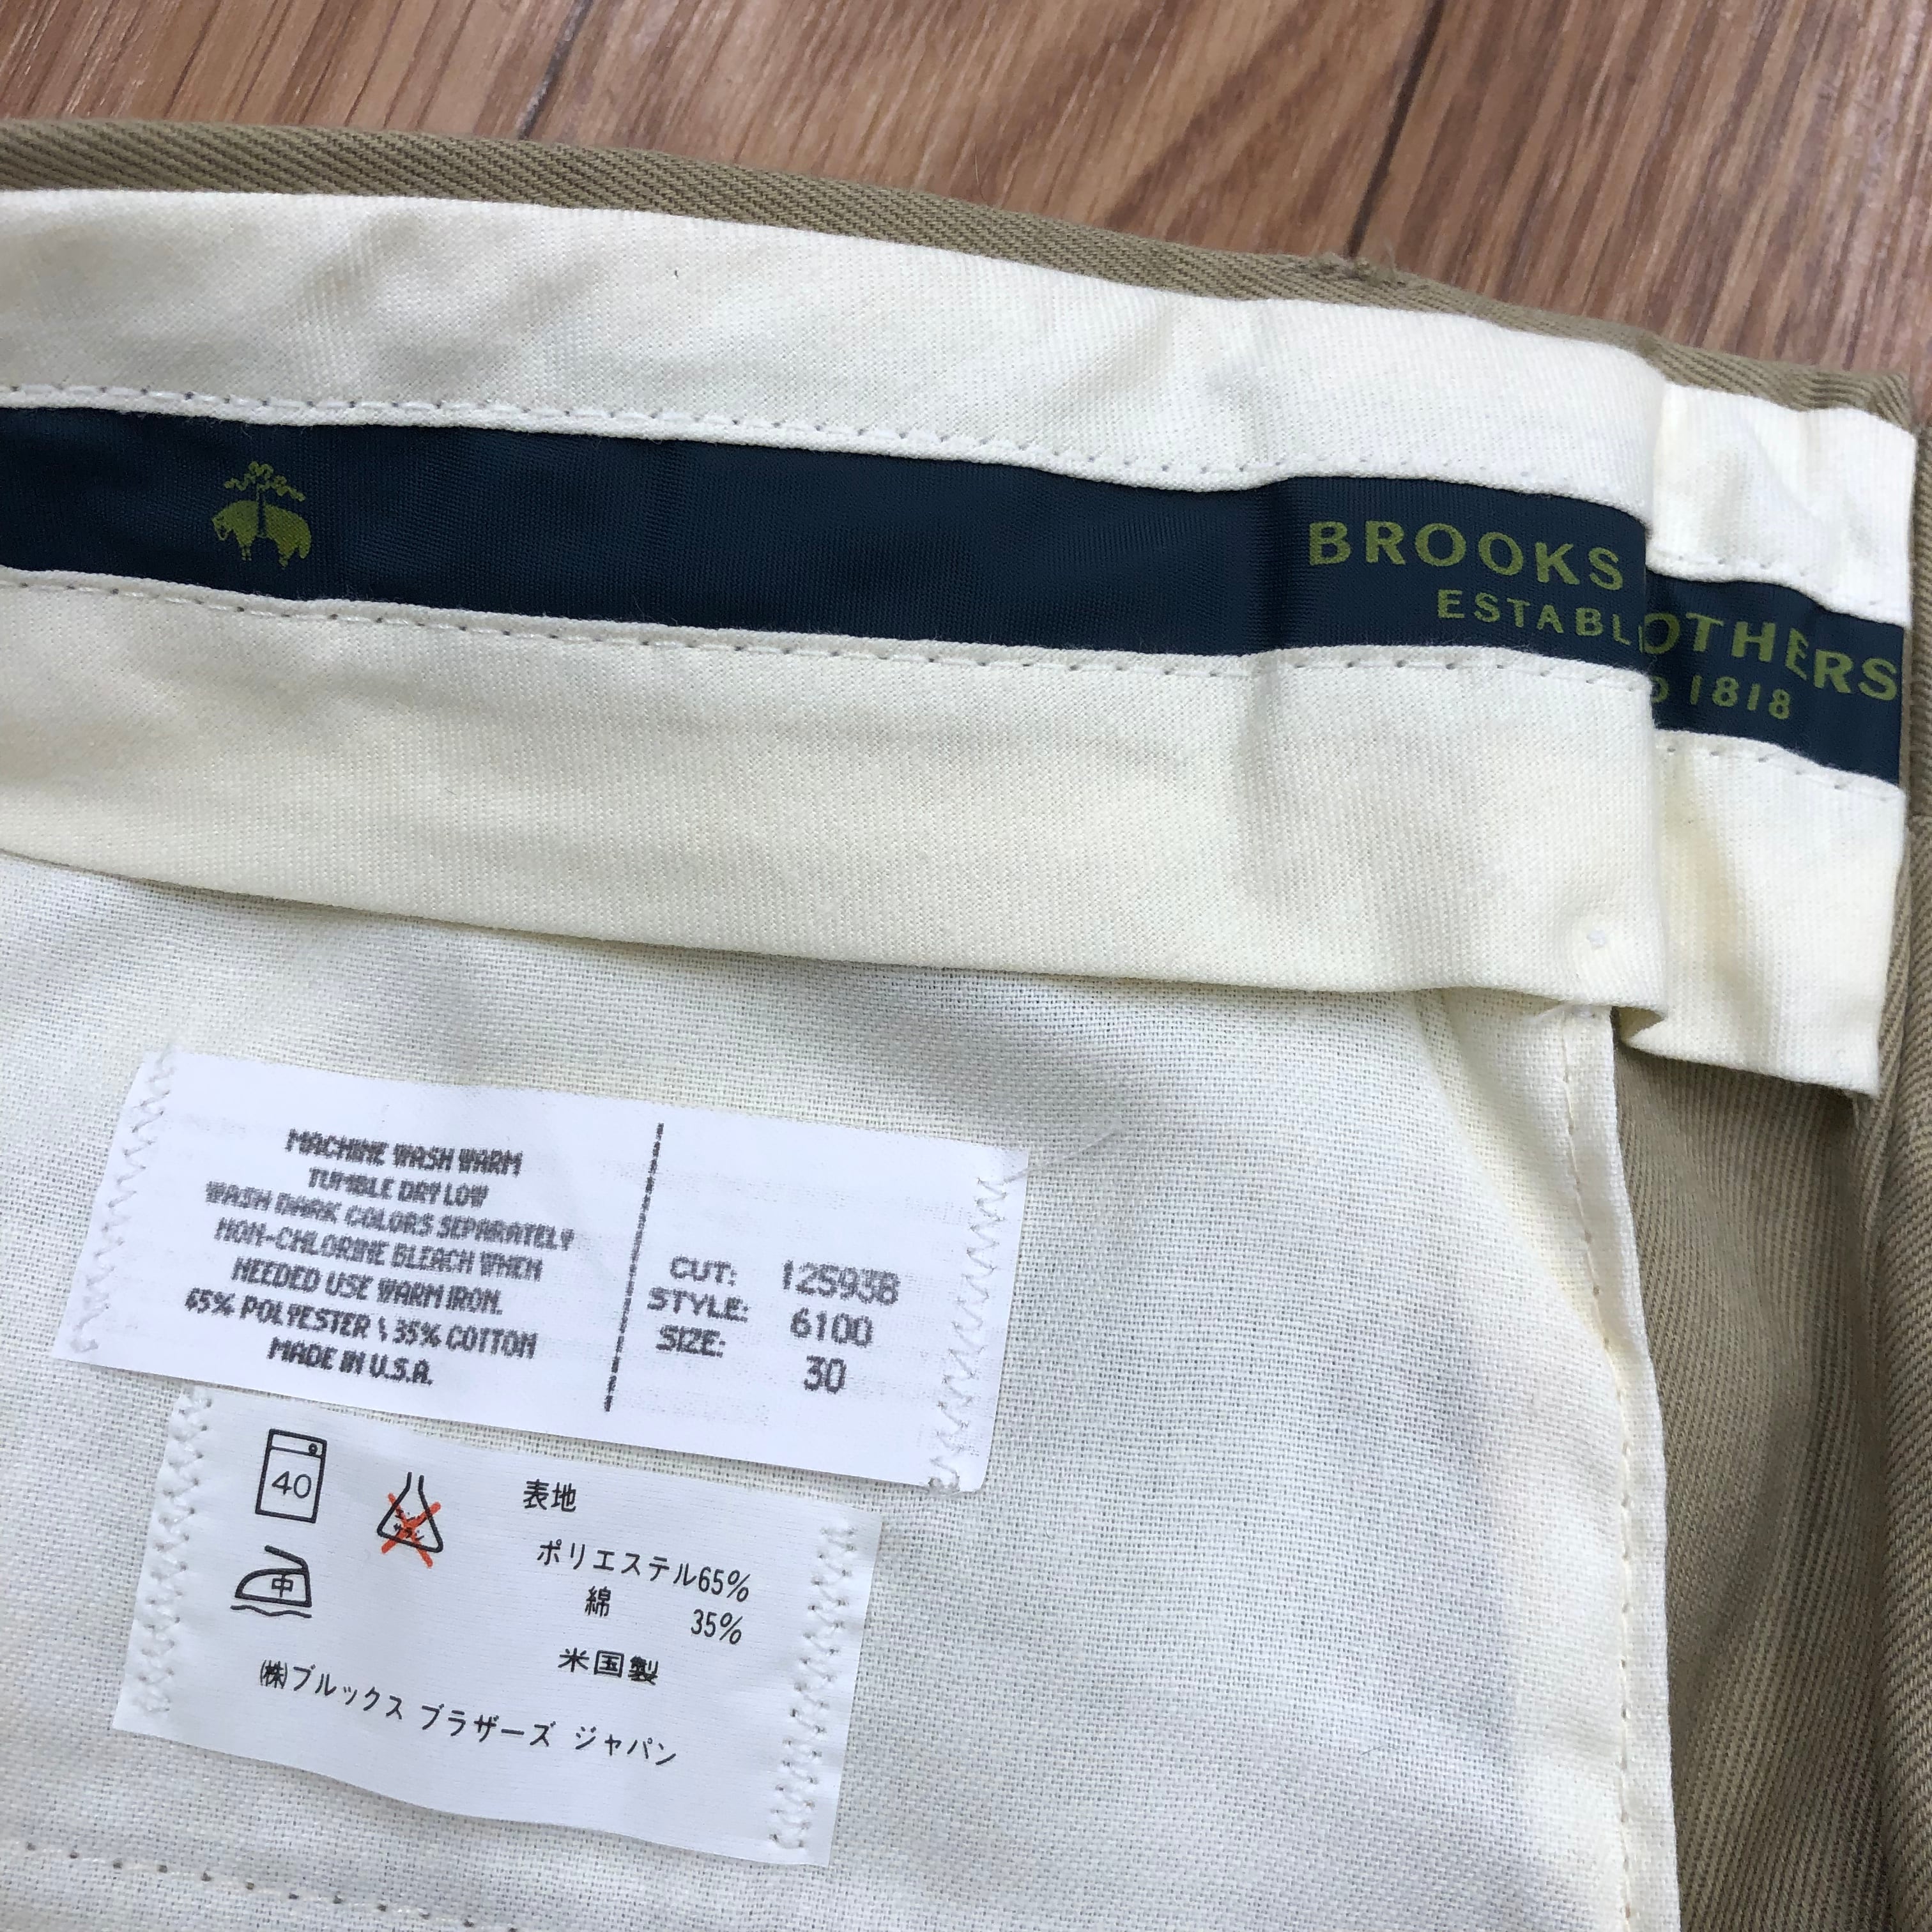 BROOKS OTHERS
ESTABL D 1818
MACHINE WASH WARM
TUMBLE DRY LOW
WASH DARK COLORS SEPARATELY
NON-CHLORINE BLEACH WHEN
NEEDED USE WARM IRON.
65% POLYESTER \ 35% COTTON
MADE IN U.S.A.
CUT: 12593B
STYLE: 6100
SIZE: 30
40
中
表地
ポリエステル65%
綿 35%
米国製
㈱ブルックス ブラザーズ ジャパン